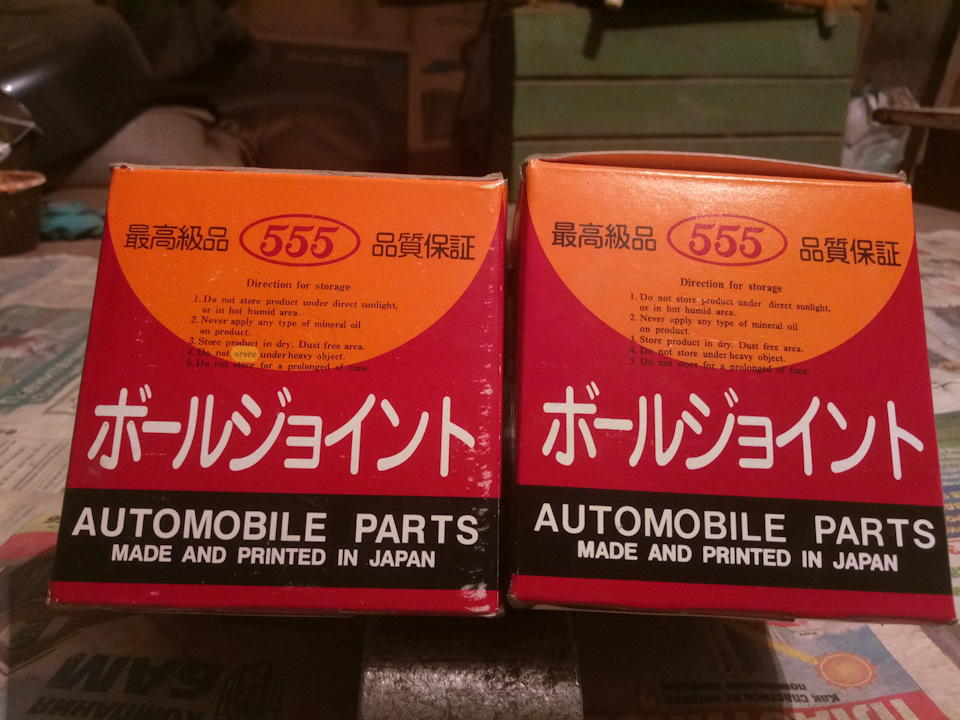 最高級品 555 品質保証
Direction for storage
1. Do not store product under direct sunlight,
or in hot humid area.
2. Never apply any type of mineral oil
on product.
3. Store product in dry. Dust free area.
4. Do not store under heavy object.
5. Do not store for a prolonged of time.
ボールジョイント
AUTOMOBILE PARTS
MADE AND PRINTED IN JAPAN
最高級品 555 品質保証
Direction for storage
1. Do not store product under direct sunlight,
or in hot humid area.
2. Never apply any type of mineral oil
on product.
3. Store product in dry. Dust free area.
4. Do not store under heavy object.
5. Do not store for a prolonged of time.
ボールジョイント
AUTOMOBILE PARTS
MADE AND PRINTED IN JAPAN
БАМ!
Как спастись от